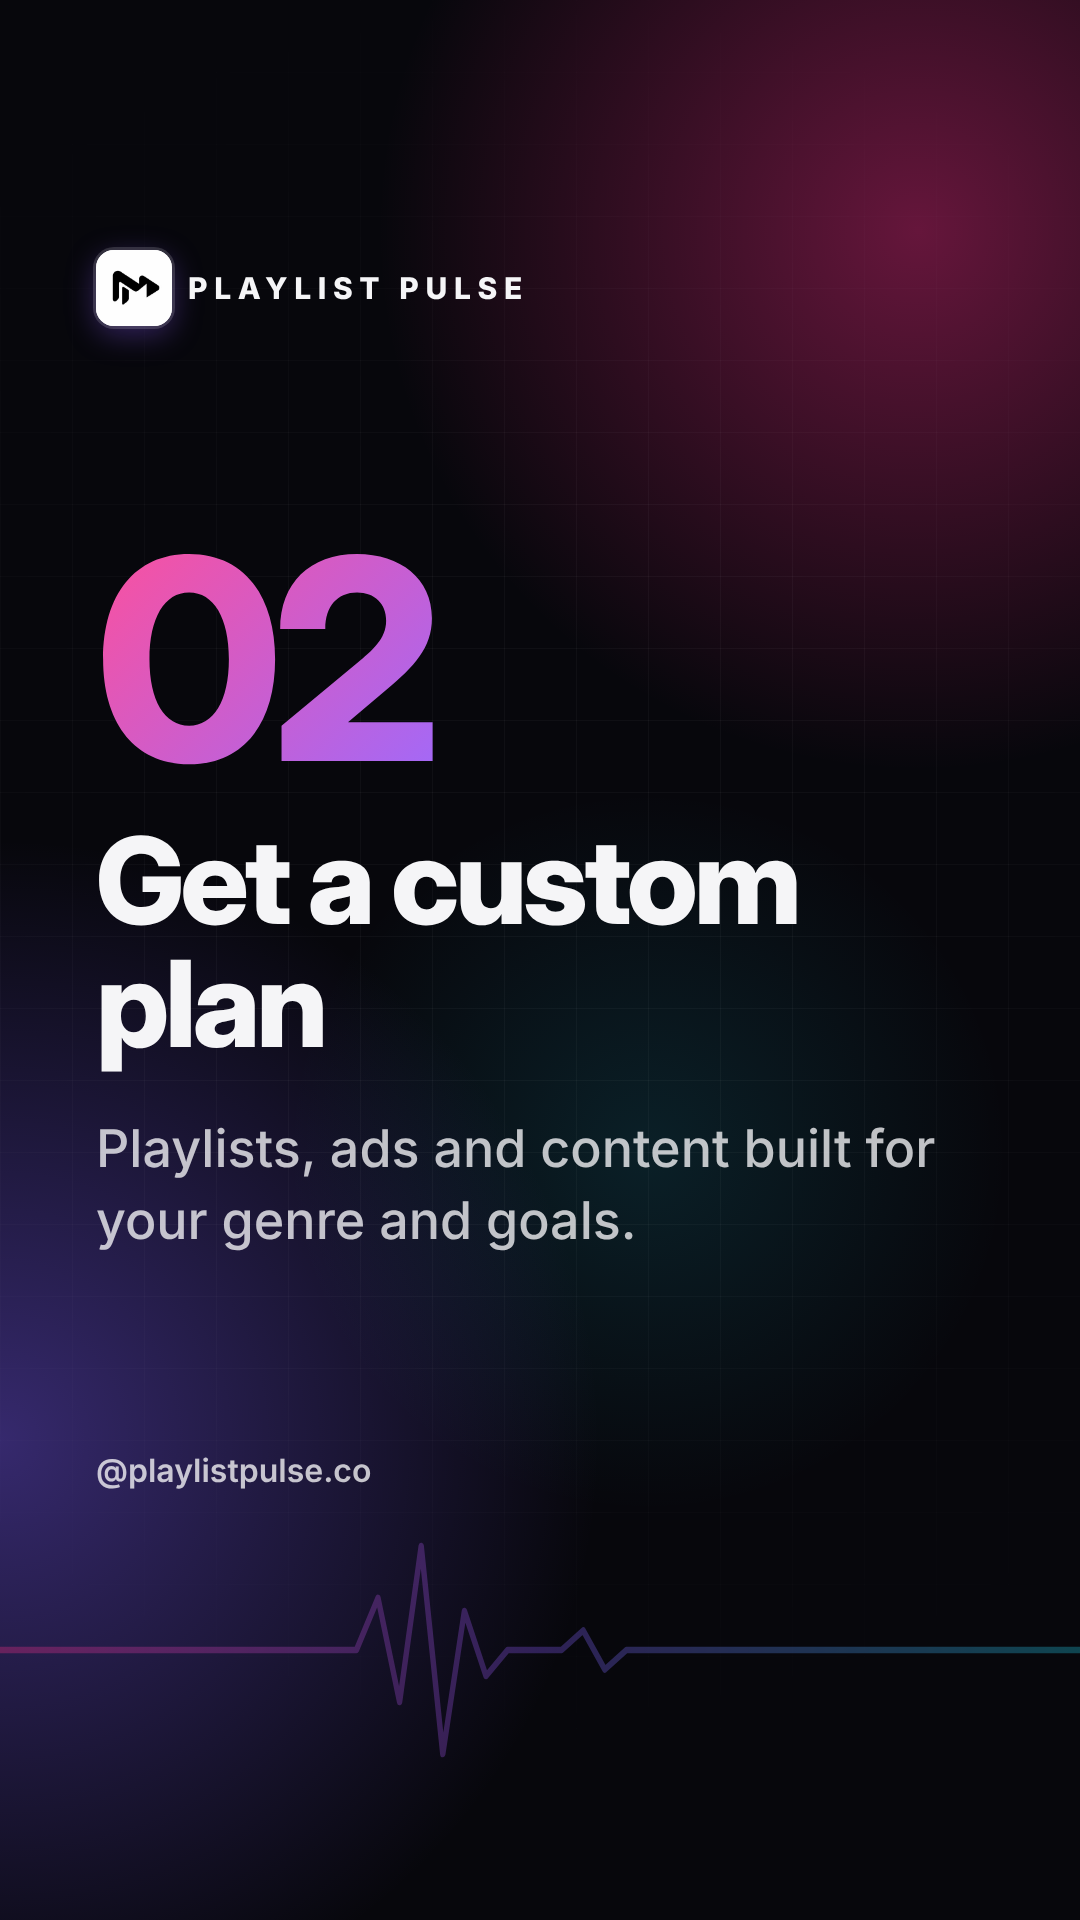 PLAYLIST PULSE
02
Get a custom
plan
Playlists, ads and content built for
your genre and goals.
@playlistpulse.co